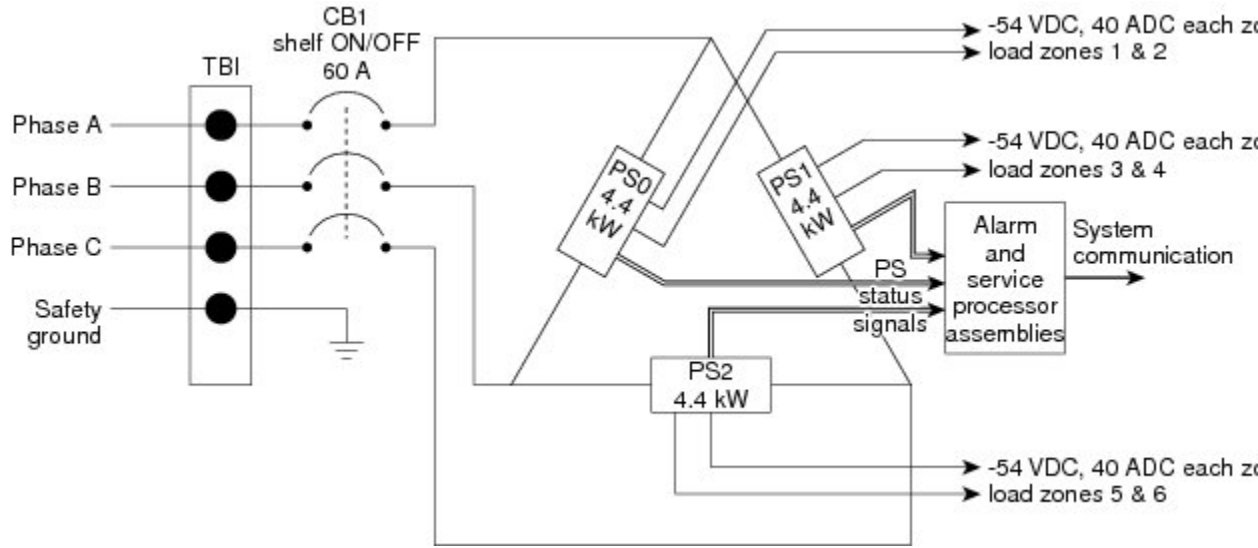 CB1
shelf ON/OFF
60 A
TBI
Phase A
Phase B
Phase C
Safety
ground
PS0
4.4
kW
PS1
4.4
kW
PS2
4.4 kW
-54 VDC, 40 ADC each
load zones 1 & 2
-54 VDC, 40 ADC each
load zones 3 & 4
PS
status
signals
Alarm
and
service
processor
assemblies
System
communication
-54 VDC, 40 ADC each
load zones 5 & 6